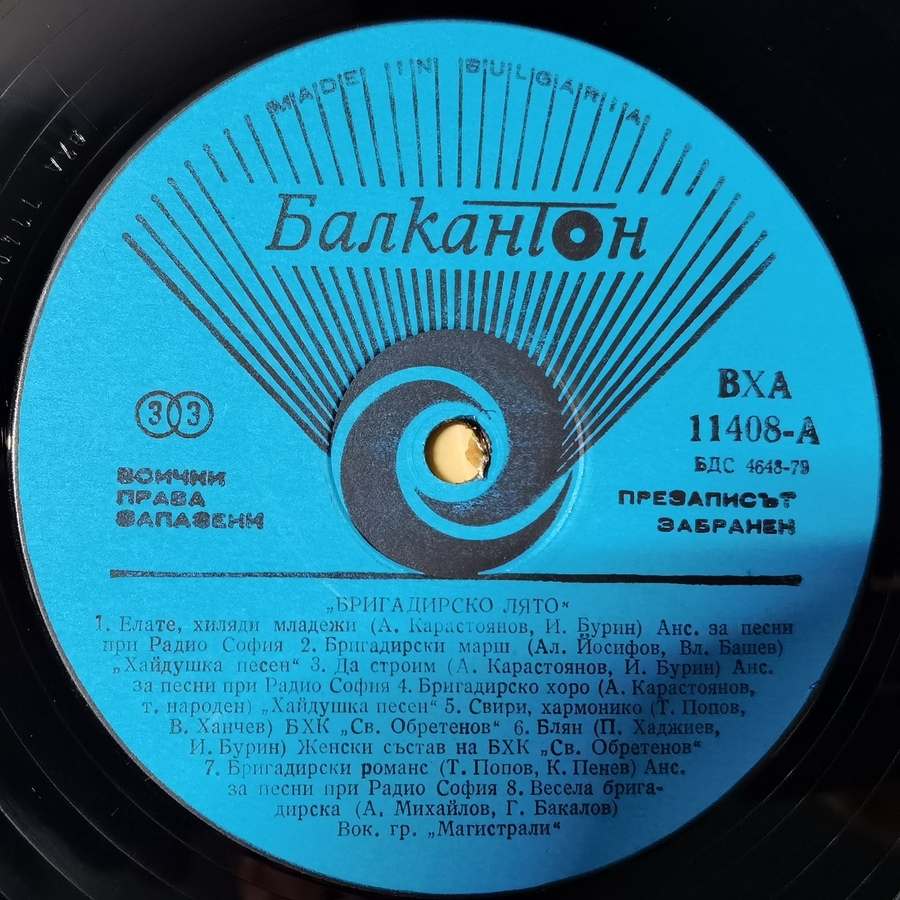 MADE IN BULGARIA
Балкантон
33
ВСИЧКИ
ПРАВА
ЗАПАЗЕНИ
ВХА
11408-А
БДС 4648-79
ПРЕЗАПИСЪТ
ЗАБРАНЕН
„БРИГАДИРСКО ЛЯТО“
1. Елате, хиляди младежи (А. Карастоянов, И. Бурин) Анс. за песни
при Радио София 2. Бригадирски марш (Ал. Йосифов, Вл. Башев)
„Хайдушка песен“ 3. Да строим (А. Карастоянов, И. Бурин) Анс.
за песни при Радио София 4. Бригадирско хоро (А. Карастоянов,
т. народен) „Хайдушка песен“ 5. Свири, хармонико (Т. Попов,
В. Ханчев) БХК „Св. Обретенов“ 6. Блян (П. Хаджиев,
И. Бурин) Женски състав на БХК „Св. Обретенов“
7. Бригадирски романс (Т. Попов, К. Пенев) Анс.
за песни при Радио София 8. Весела брига-
дирска (А. Михайлов, Г. Бакалов)
Вок. гр. „Магистрали“